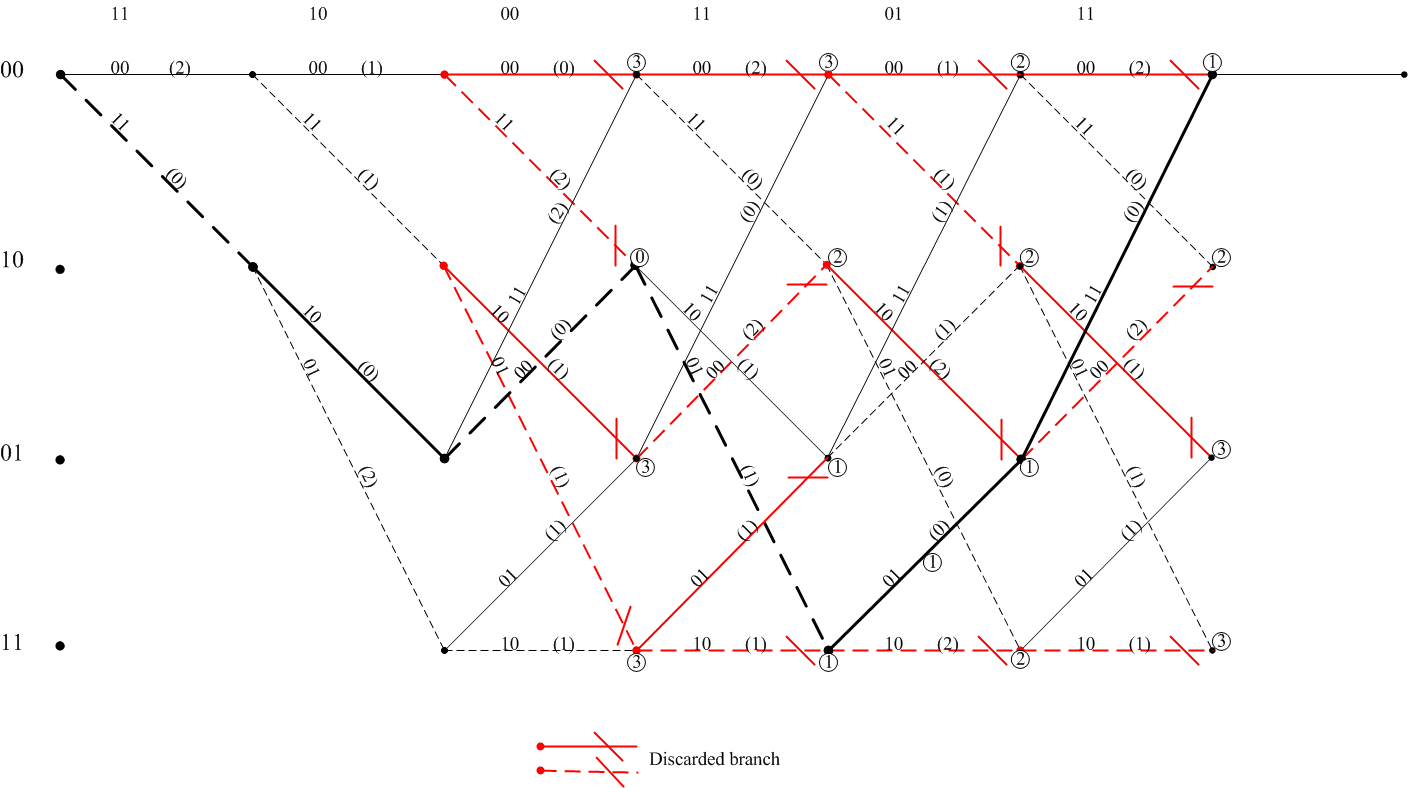 11 10 00 11 01 11
③ ③ ② ①
00 00 (2) 00 (1) 00 (0) 00 (2) 00 (1) 00 (2)
11 11 11 11 11 11
(0) (1) (2) (0) (1) (0)
(2) (0) (1) (0)
10 ⓪ ② ② ②
11 11 11 11
10 10 10 10 10
(0) (2) (1) (2)
01 (0) 01 00 (1) 01 00 (1) 01 00 (2) 01 00 (1)
01 ③ ① ① ③
(2) (1) (1) (0) (1)
(1) (1) (0) (1)
01 01 01 ① 01
11 10 (1) 10 (1) 10 (2) 10 (1) ③
③ ① ②
Discarded branch